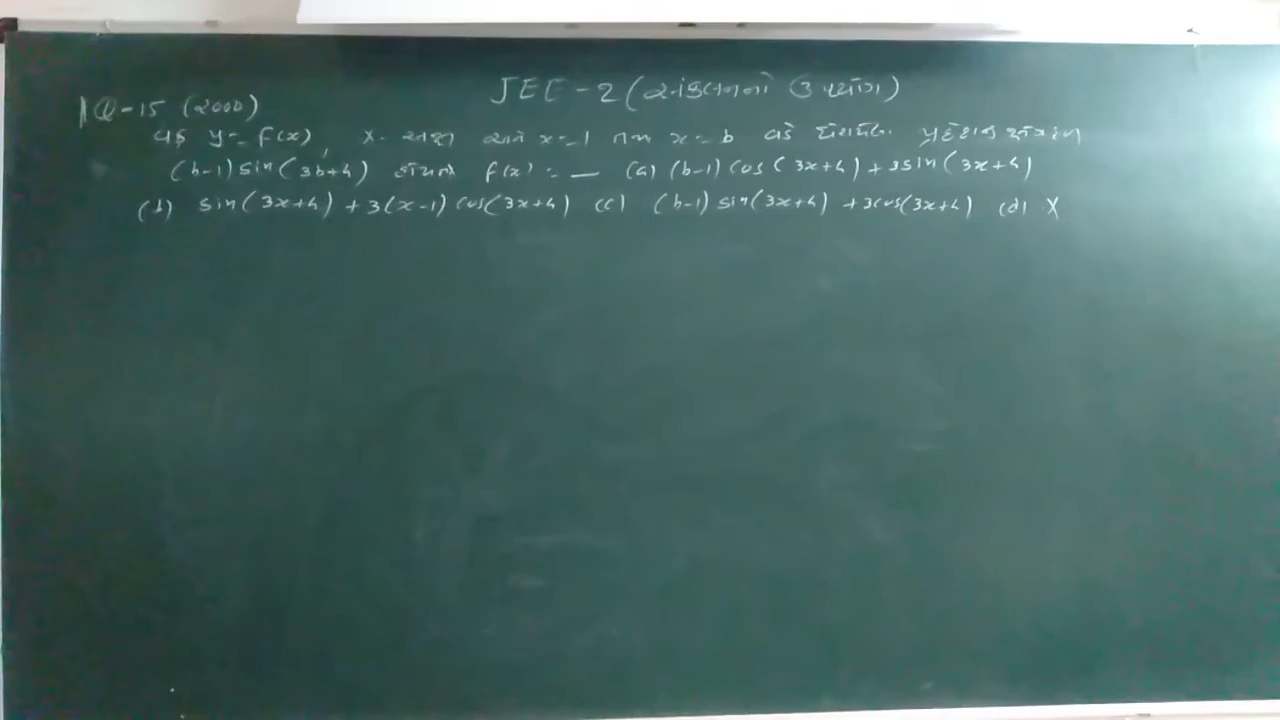 JEE-2 (સંકલનનો ઉપયોગ)
Q-15 (2000)
વક્ર y = f(x), x-અક્ષ અને x=1 તથા x=b વડે ઘેરાયેલા પ્રદેશનું ક્ષેત્રફળ
(b-1) sin(3b+4) હોયતો f(x) = — (a) (b-1) cos(3x+4) + 3sin(3x+4)
(b) sin(3x+4) + 3(x-1) cos(3x+4) (c) (b-1) sin(3x+4) + 3cos(3x+4) (d) X